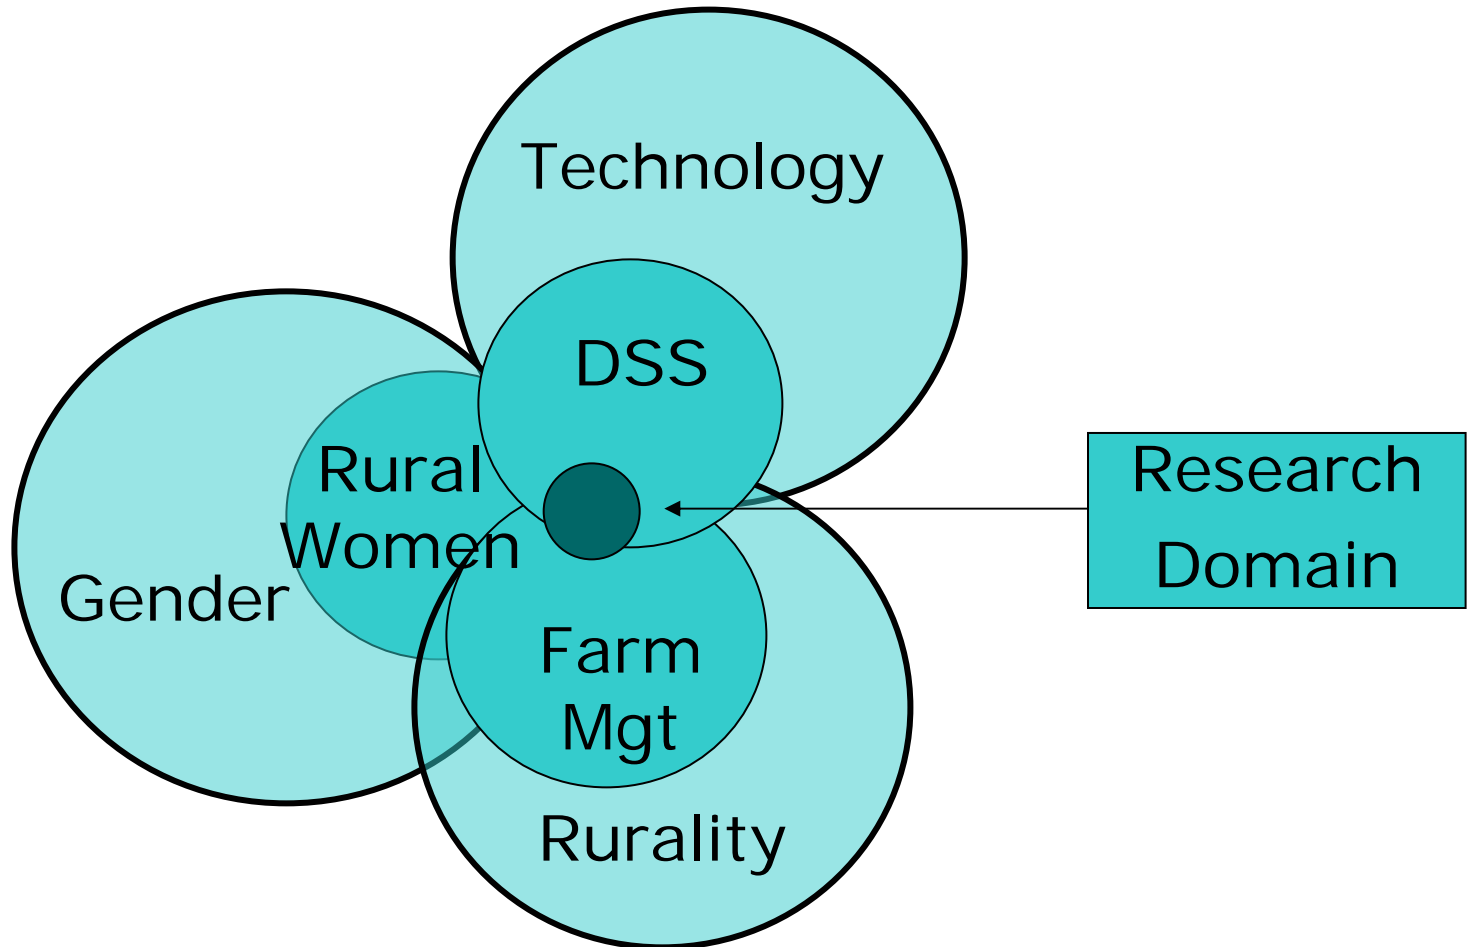 Technology
DSS
Rural
Women
Gender
Farm
Mgt
Rurality
Research
Domain